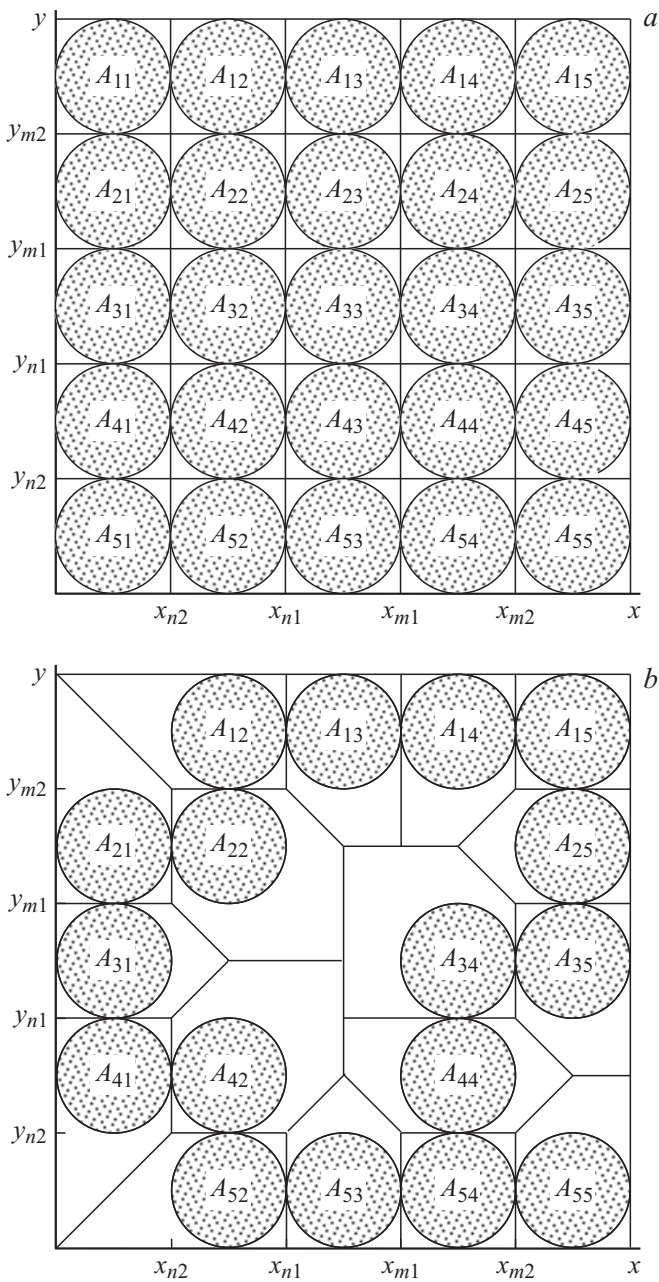 y a
A11 A12 A13 A14 A15
ym2
A21 A22 A23 A24 A25
ym1
A31 A32 A33 A34 A35
yn1
A41 A42 A43 A44 A45
yn2
A51 A52 A53 A54 A55
xn2 xn1 xm1 xm2 x
y b
A12 A13 A14 A15
ym2
A21 A22 A25
ym1
A31 A34 A35
yn1
A41 A42 A44
yn2
A52 A53 A54 A55
xn2 xn1 xm1 xm2 x